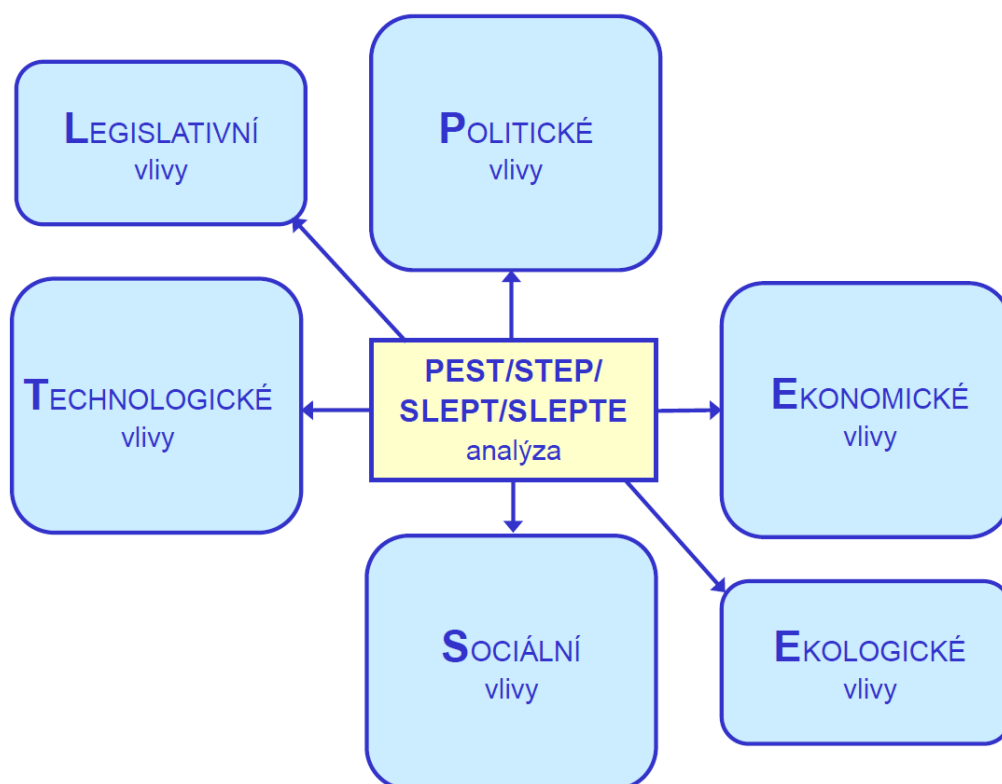 LEGISLATIVNÍ
vlivy
POLITICKÉ
vlivy
TECHNOLOGICKÉ
vlivy
PEST/STEP/
SLEPT/SLEPTE
analýza
EKONOMICKÉ
vlivy
SOCIÁLNÍ
vlivy
EKOLOGICKÉ
vlivy